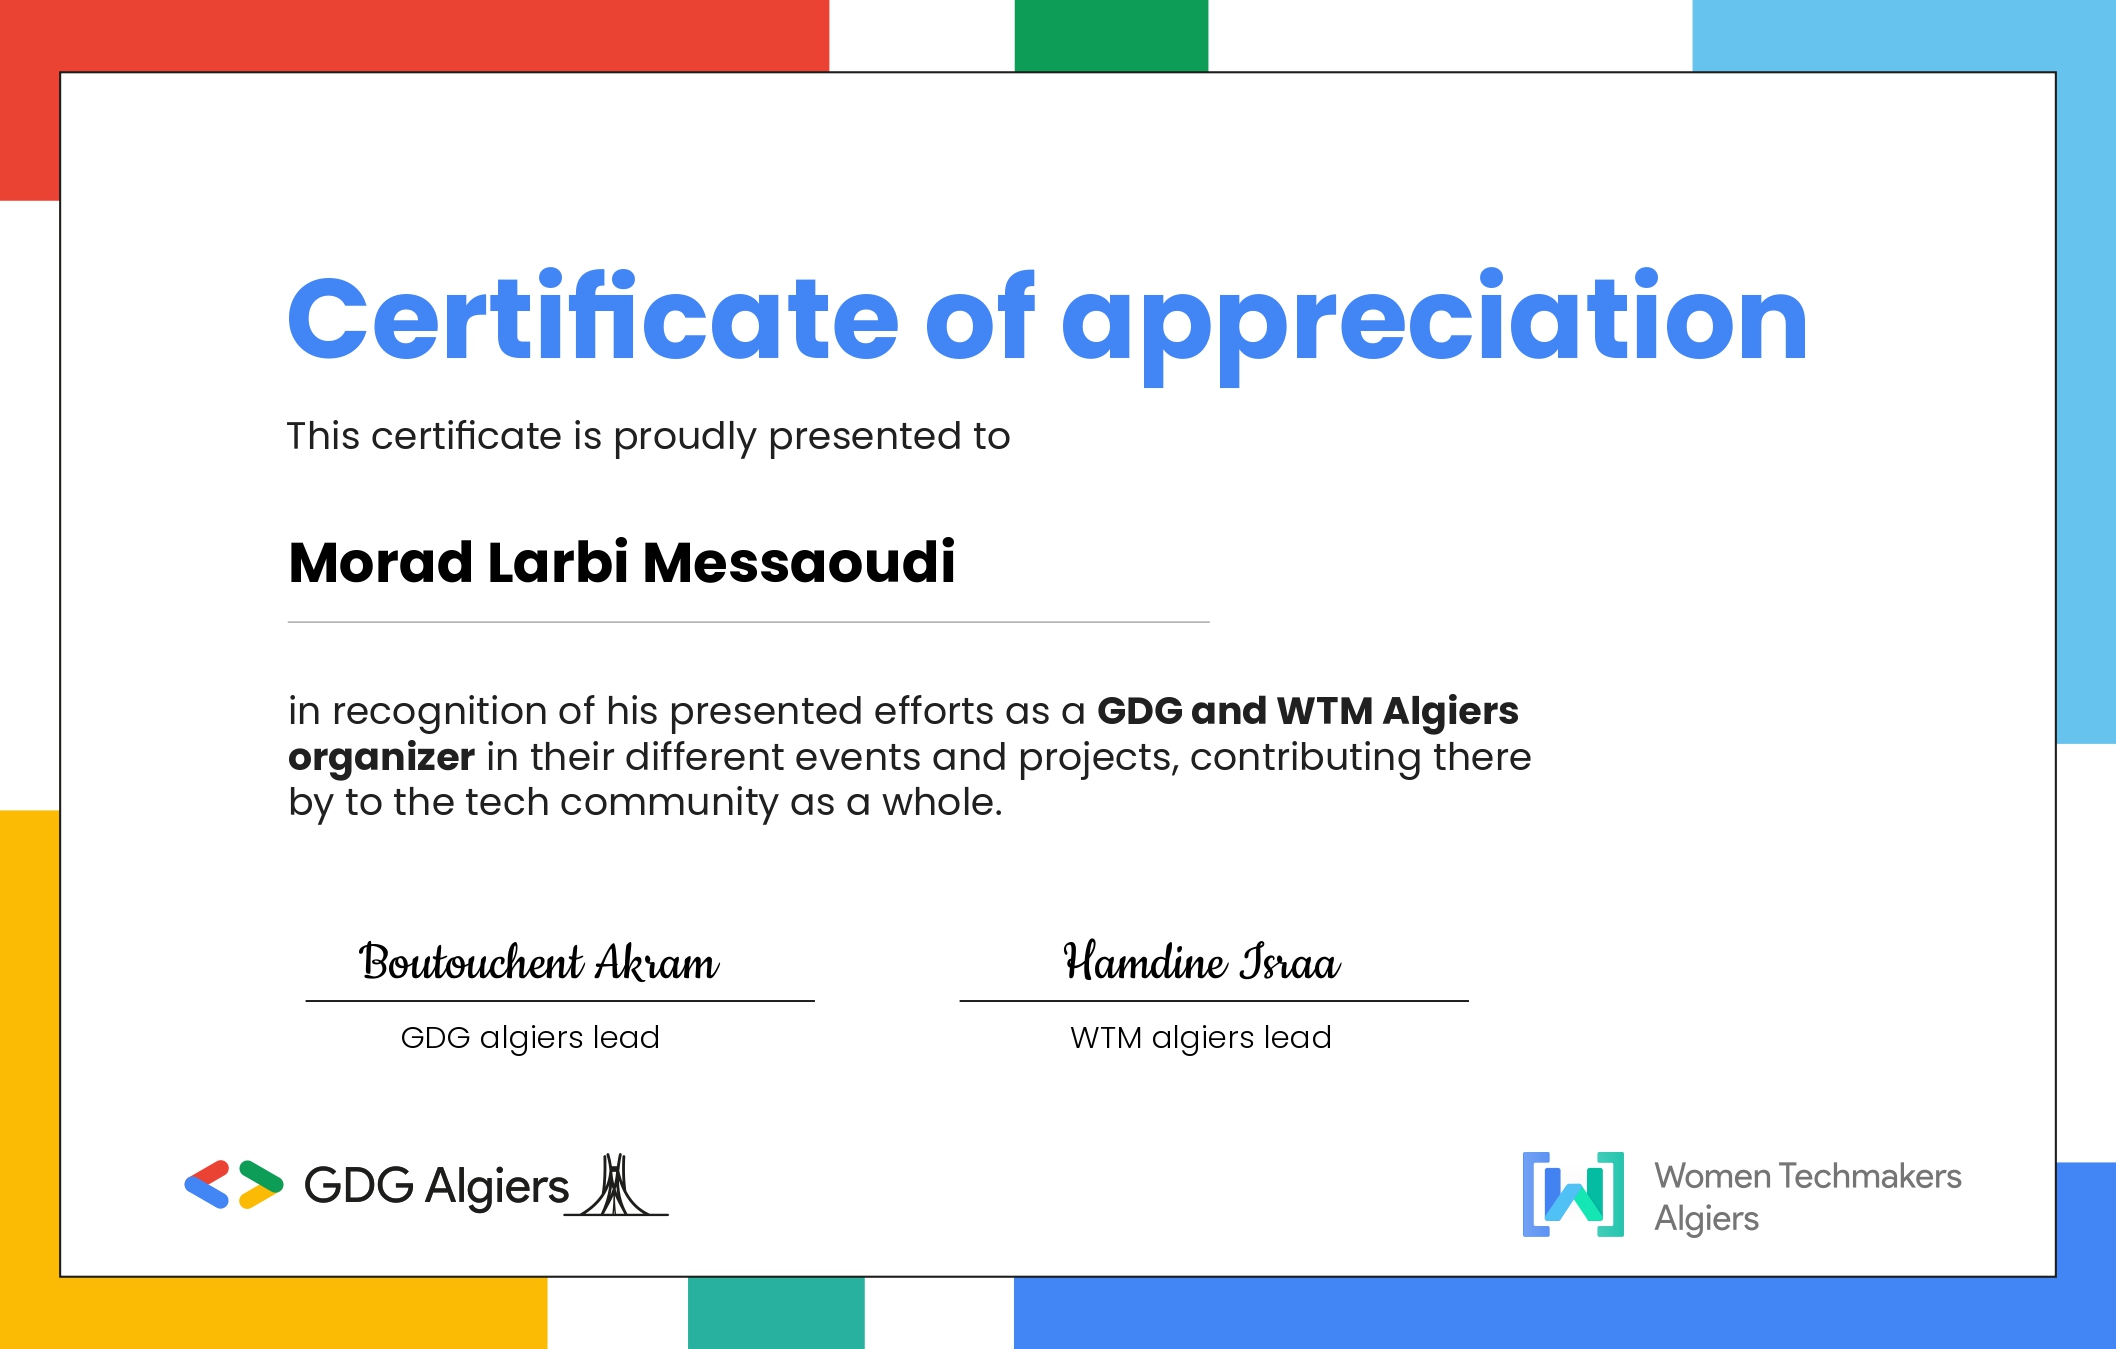 Certificate of appreciation
This certificate is proudly presented to
Morad Larbi Messaoudi
in recognition of his presented efforts as a GDG and WTM Algiers
organizer in their different events and projects, contributing there
by to the tech community as a whole.
Boutouchent Akram
GDG algiers lead
Hamdine Israa
WTM algiers lead
GDG Algiers
Women Techmakers
Algiers